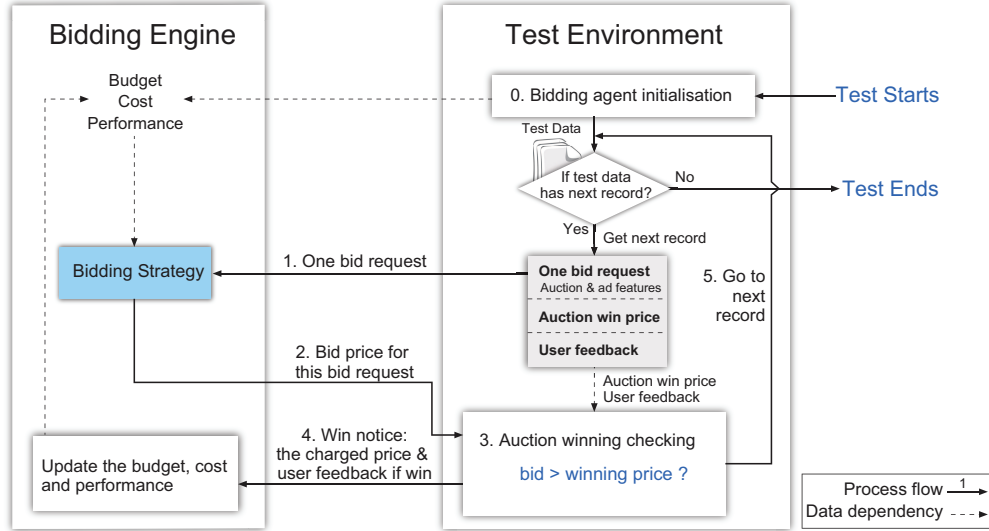 Bidding Engine
Test Environment
Budget
Cost
Performance
0. Bidding agent initialisation
Test Starts
Test Data
If test data
has next record?
No
Test Ends
Yes
Get next record
Bidding Strategy
1. One bid request
One bid request
Auction & ad features
Auction win price
User feedback
5. Go to
next
record
2. Bid price for
this bid request
Auction win price
User feedback
3. Auction winning checking
bid > winning price ?
4. Win notice:
the charged price &
user feedback if win
Update the budget, cost
and performance
Process flow
1
Data dependency